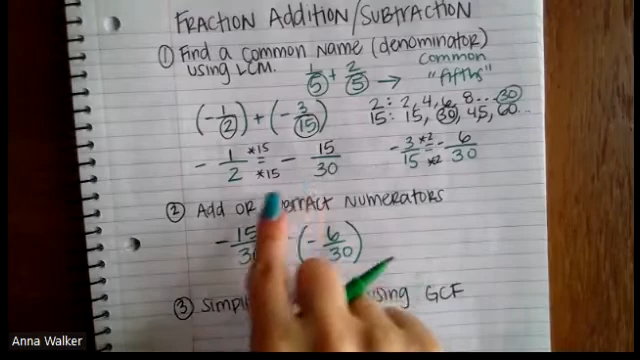 FRACTION ADDITION/SUBTRACTION
① Find a common name (denominator)
using LCM. 1/5 + 2/5 → common "fifths"
(-1/2) + (-3/15) 2: 2, 4, 6, 8... 30
15: 15, 30, 45, 60...
- 1/2 *15 = *15 - 15/30 - 3/15 *2 = *2 - 6/30
② Add or Numerators
- 15/30 (- 6/30)
③ using GCF
Anna Walker